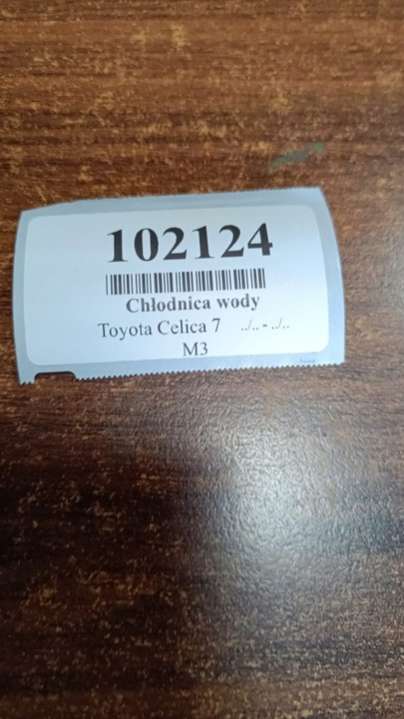 102124
Chłodnica wody
Toyota Celica 7 ../.. - ../..
M3